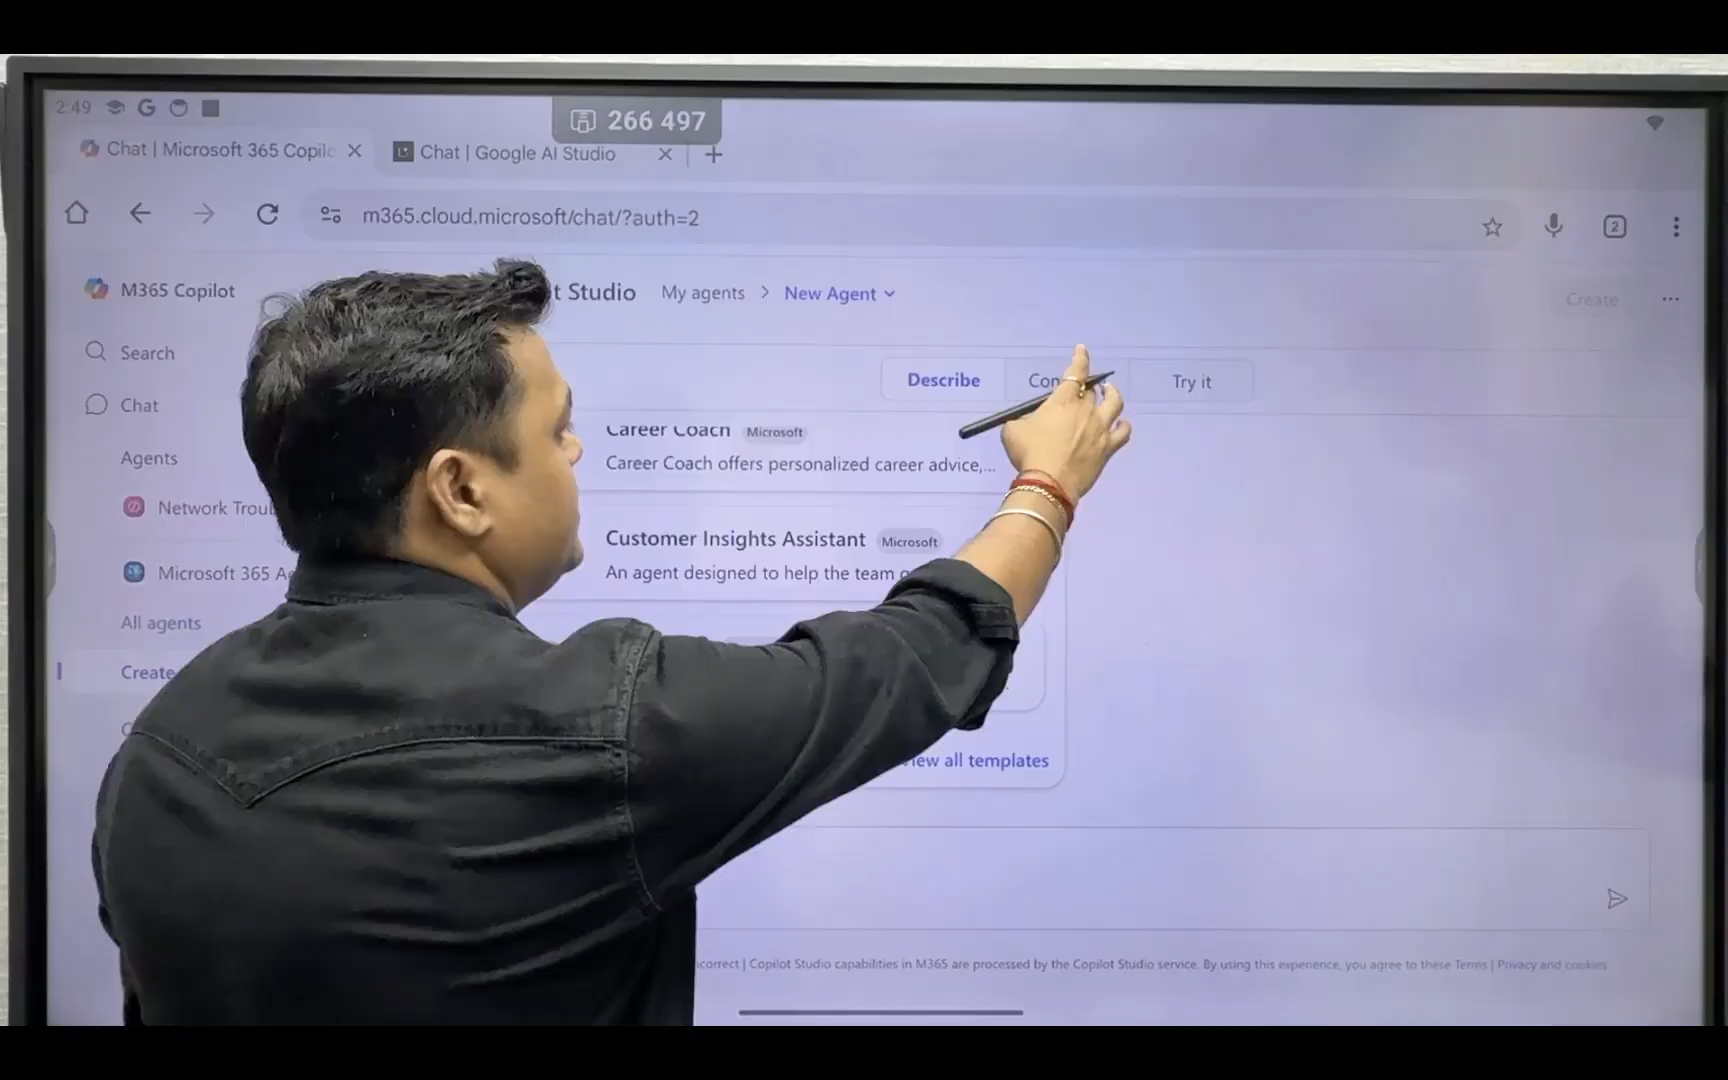 2:49
266 497
Chat | Microsoft 365 Copilo
Chat | Google AI Studio
m365.cloud.microsoft/chat/?auth=2
2
M365 Copilot
t Studio
My agents > New Agent
Create
Search
Chat
Agents
Network Troub
Microsoft 365 A
All agents
Create
Describe
Con
Try it
Career Coach Microsoft
Career Coach offers personalized career advice,...
Customer Insights Assistant Microsoft
An agent designed to help the team
iew all templates
correct | Copilot Studio capabilities in M365 are processed by the Copilot Studio service. By using this experience, you agree to these Terms | Privacy and cookies